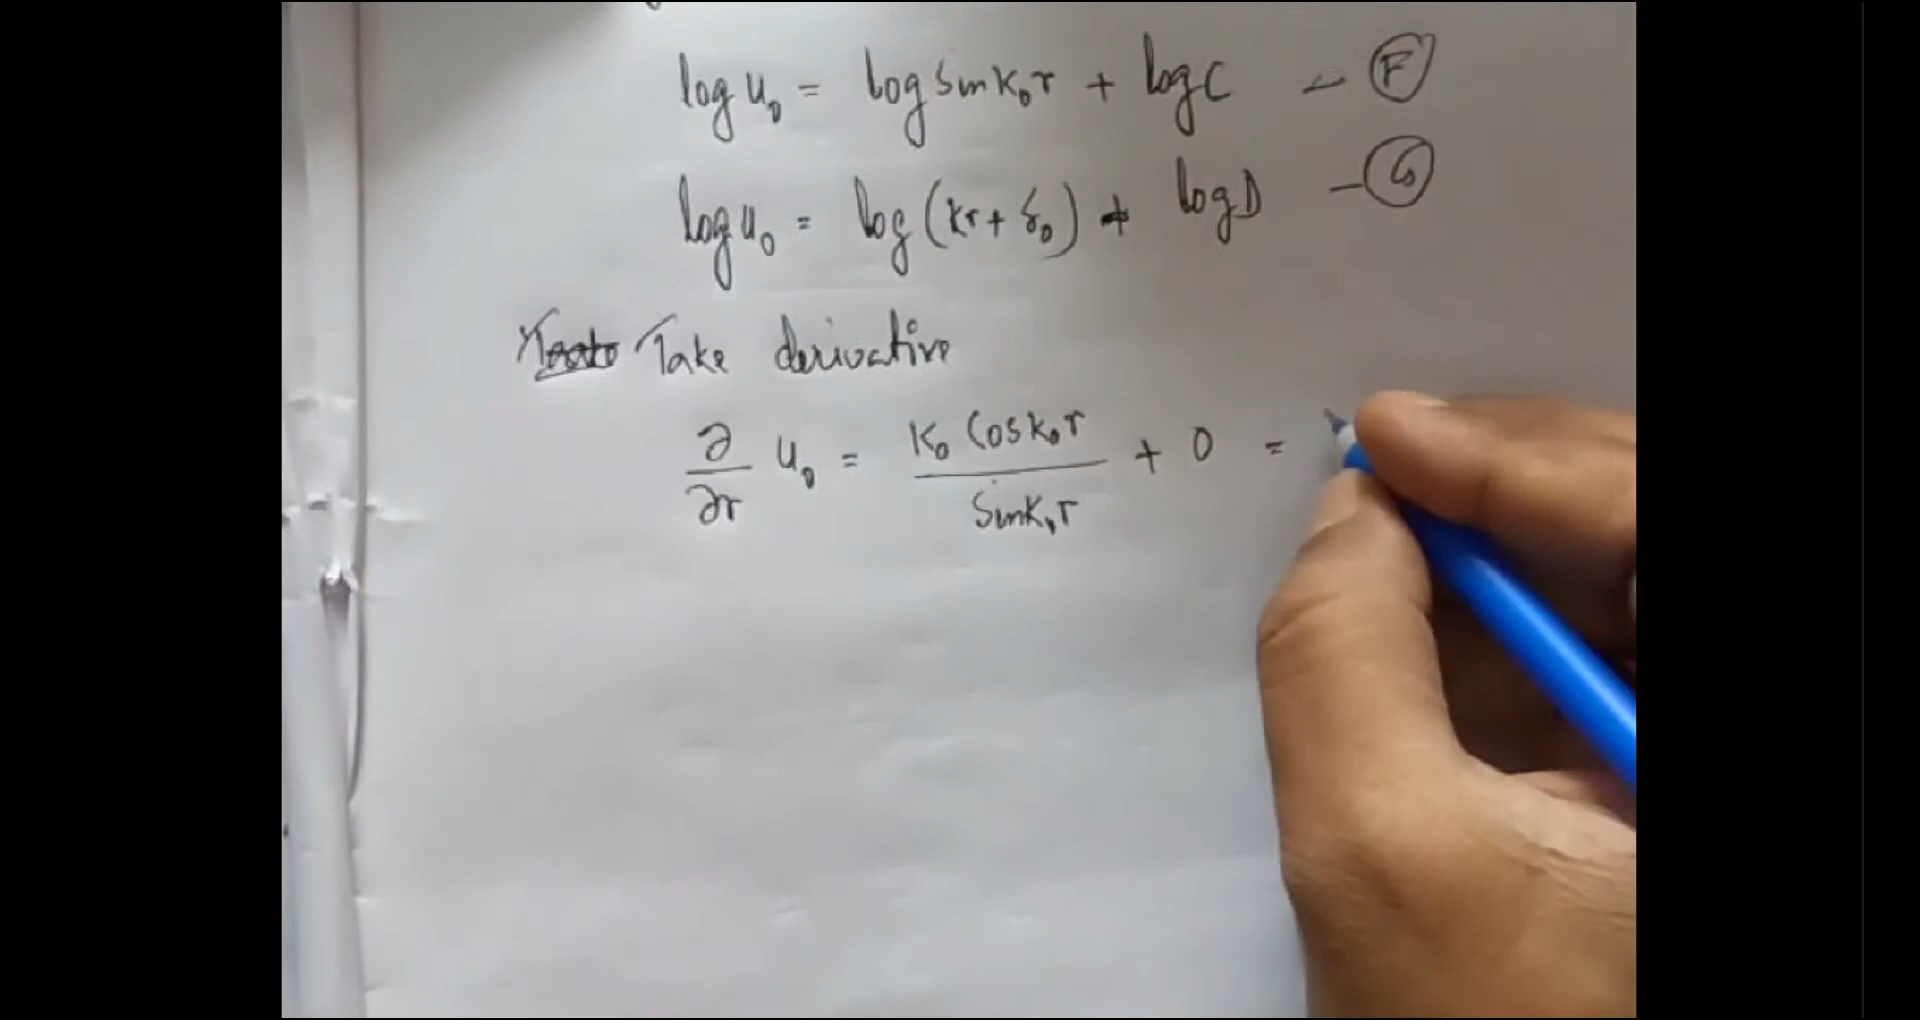 log u₀ = log sin k₀r + log C — (F)
log u₀ = log (kr + δ₀) + log D — (G)
Take derivative
∂/∂r u₀ = K₀ Cos k₀r / Sin k₀r + 0 =